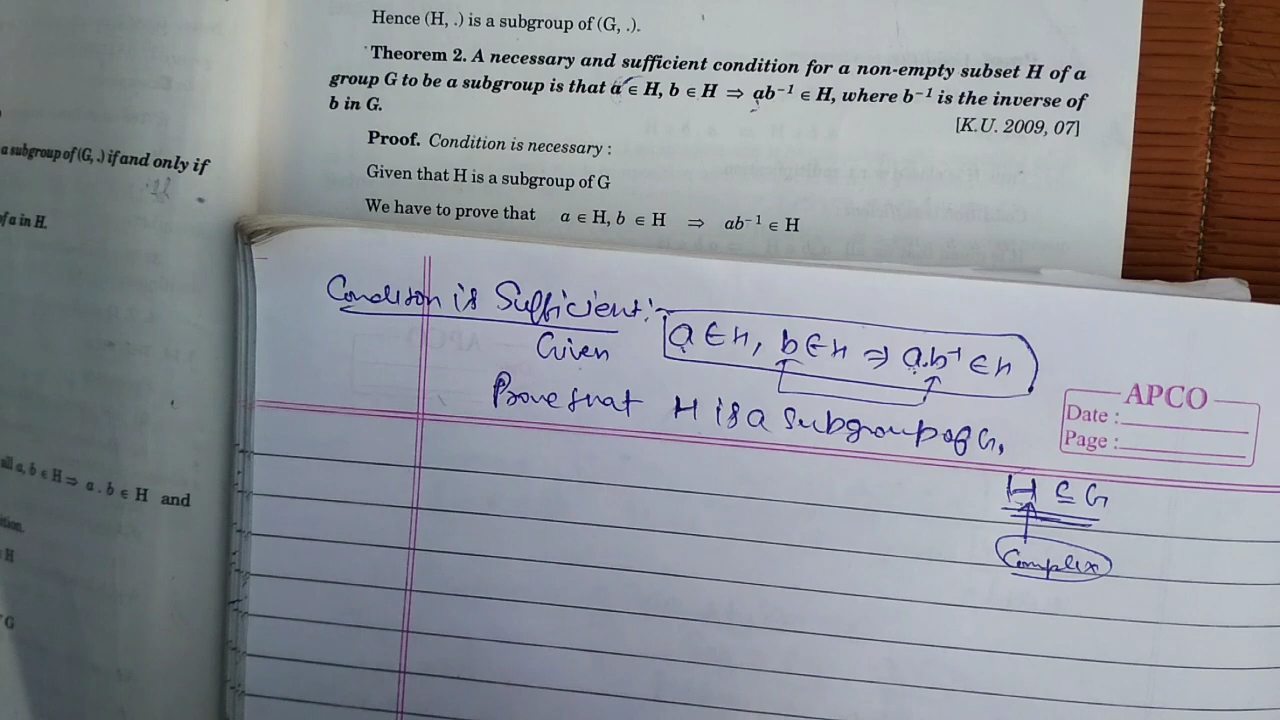 Hence (H, .) is a subgroup of (G, .).
Theorem 2. A necessary and sufficient condition for a non-empty subset H of a
group G to be a subgroup is that a ∈ H, b ∈ H ⇒ ab⁻¹ ∈ H, where b⁻¹ is the inverse of
b in G.
[K.U. 2009, 07]
Proof. Condition is necessary :
Given that H is a subgroup of G
We have to prove that a ∈ H, b ∈ H ⇒ ab⁻¹ ∈ H
a subgroup of (G, .) if and only if
of a in H.
all a, b ∈ H ⇒ a . b ∈ H and
H
G
Condition is Sufficient:-
Given a ∈ H, b ∈ H ⇒ a.b⁻¹ ∈ H
Prove that H is a subgroup of G,
APCO
Date :
Page :
H ⊆ G
Complex